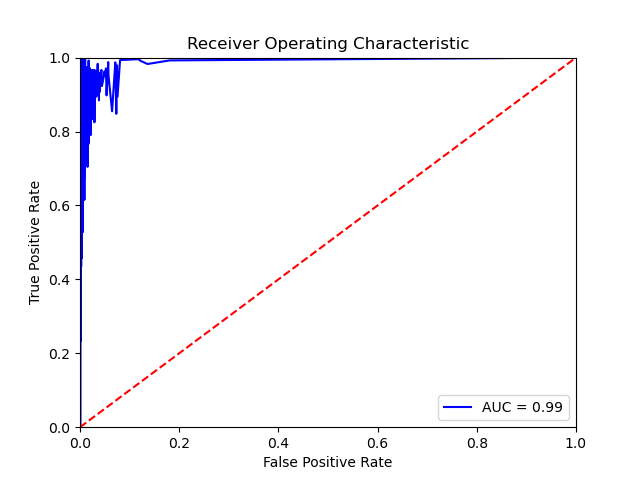 Receiver Operating Characteristic
True Positive Rate
1.0
0.8
0.6
0.4
0.2
0.0
0.0 0.2 0.4 0.6 0.8 1.0
False Positive Rate
AUC = 0.99